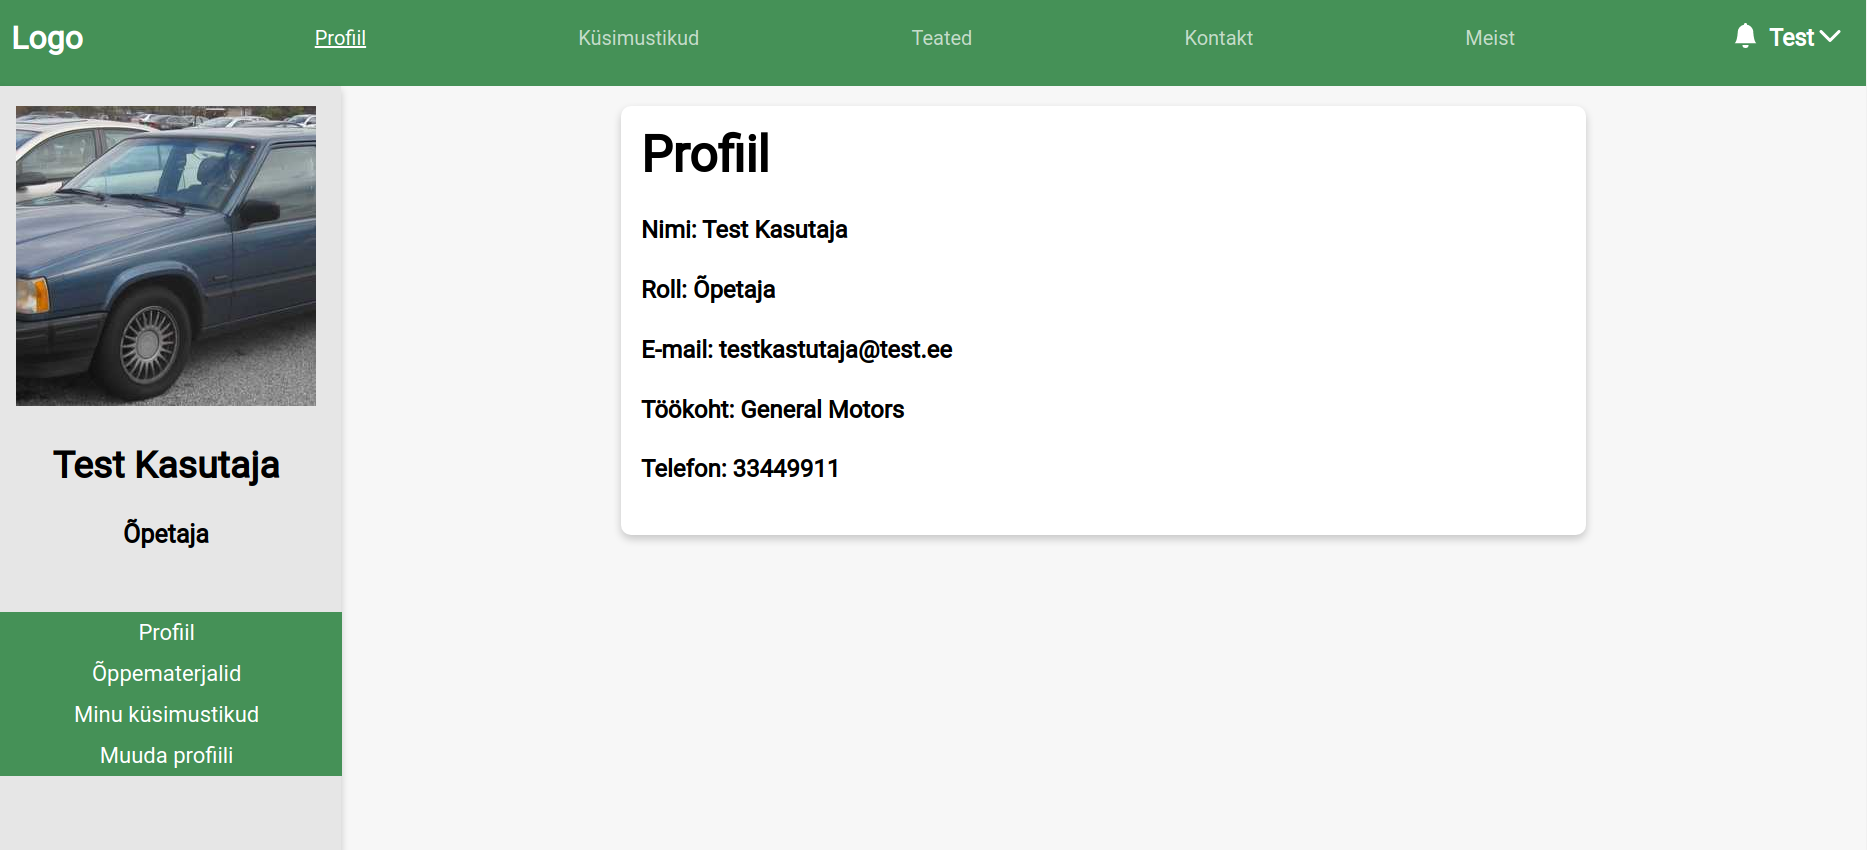 Logo
Profiil
Küsimustikud
Teated
Kontakt
Meist
Test
Test Kasutaja
Õpetaja
Profiil
Õppematerjalid
Minu küsimustikud
Muuda profiili
Profiil
Nimi: Test Kasutaja
Roll: Õpetaja
E-mail: testkastutaja@test.ee
Töökoht: General Motors
Telefon: 33449911